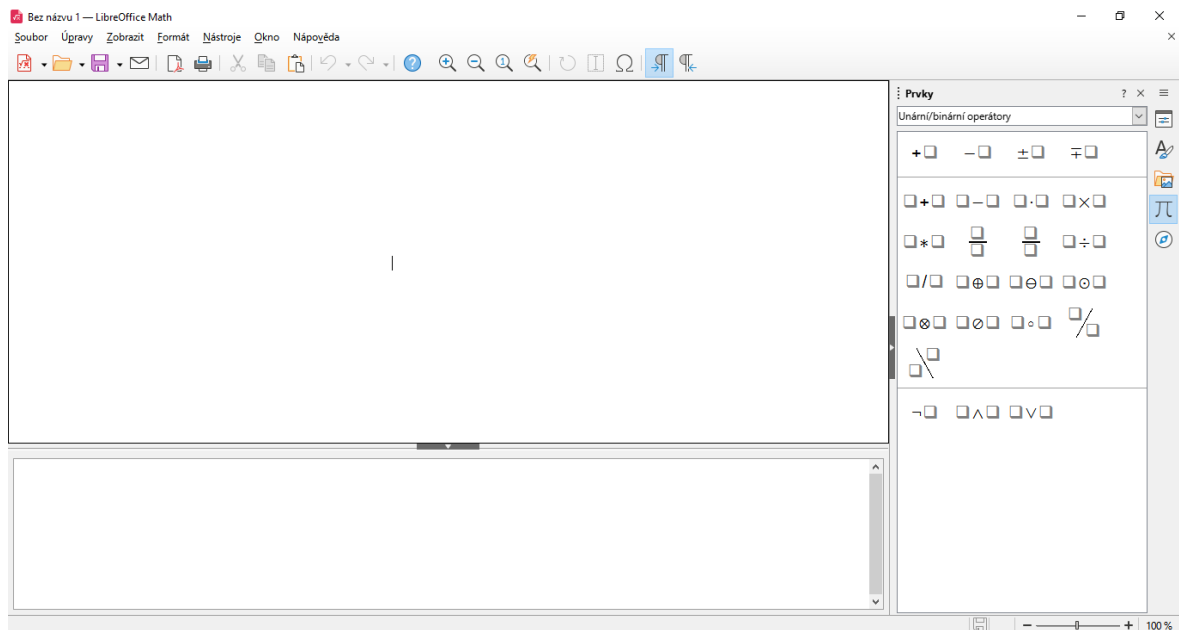 Bez názvu 1 — LibreOffice Math
Soubor Úpravy Zobrazit Formát Nástroje Okno Nápověda
Prvky
Unární/binární operátory
+❏ −❏ ±❏ ∓❏
❏+❏ ❏−❏ ❏·❏ ❏×❏
❏∗❏ ❏/❏ ❏/❏ ❏÷❏
❏/❏ ❏⊕❏ ❏⊖❏ ❏⊙❏
❏⊗❏ ❏⊘❏ ❏∘❏ ❏/❏
❏\❏
¬❏ ❏∧❏ ❏∨❏
100 %